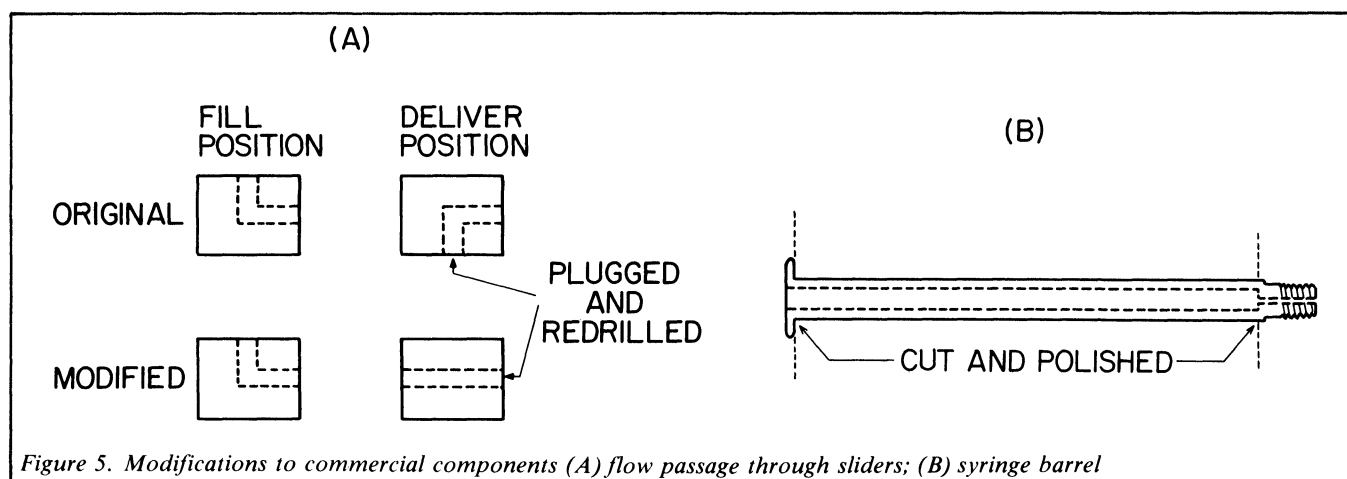 (A)
FILL
POSITION
DELIVER
POSITION
(B)
ORIGINAL
PLUGGED
AND
REDRILLED
MODIFIED
CUT AND POLISHED
Figure 5. Modifications to commercial components (A) flow passage through sliders; (B) syringe barrel